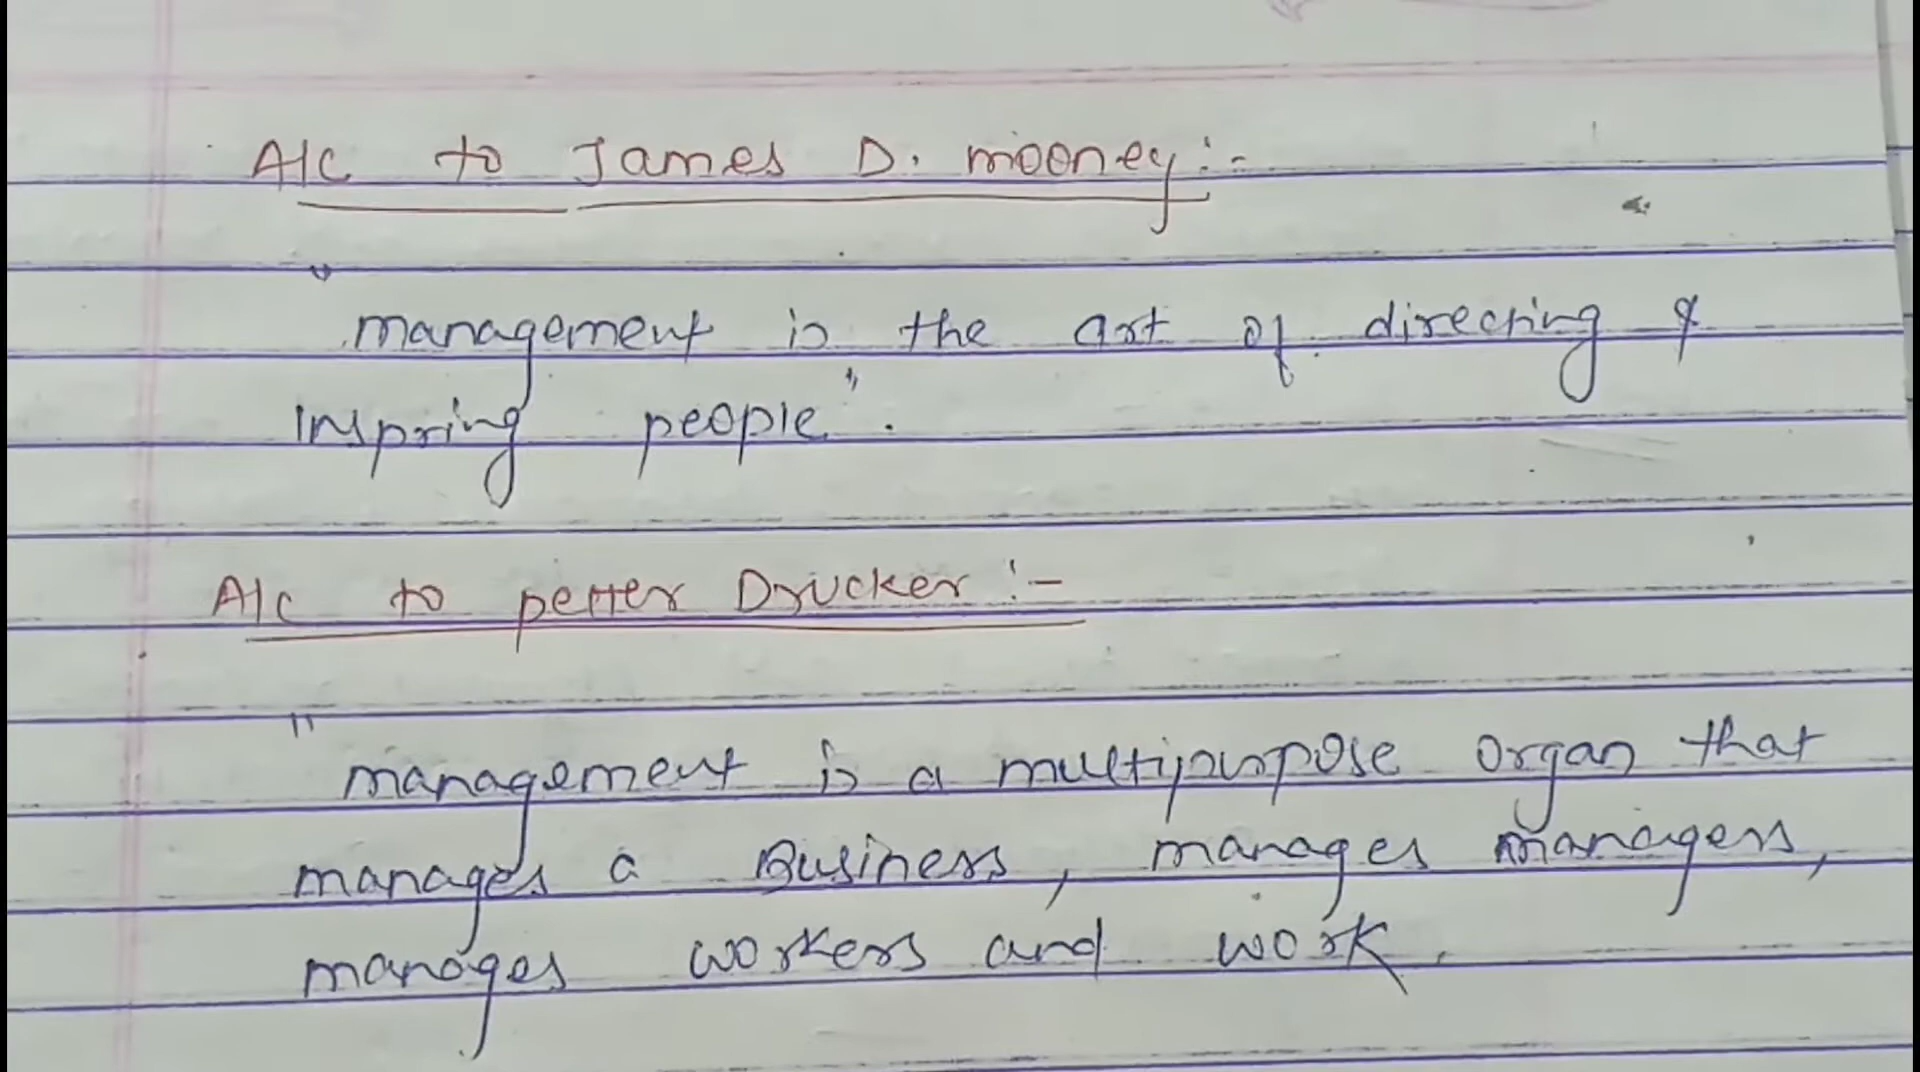 A/C to James D. mooney :-
"management is the art of directing &
Inspring people".
A/C to petter Drucker :-
"management is a multipurpose organ that
manages a Business, manages managers,
manages workers and work.